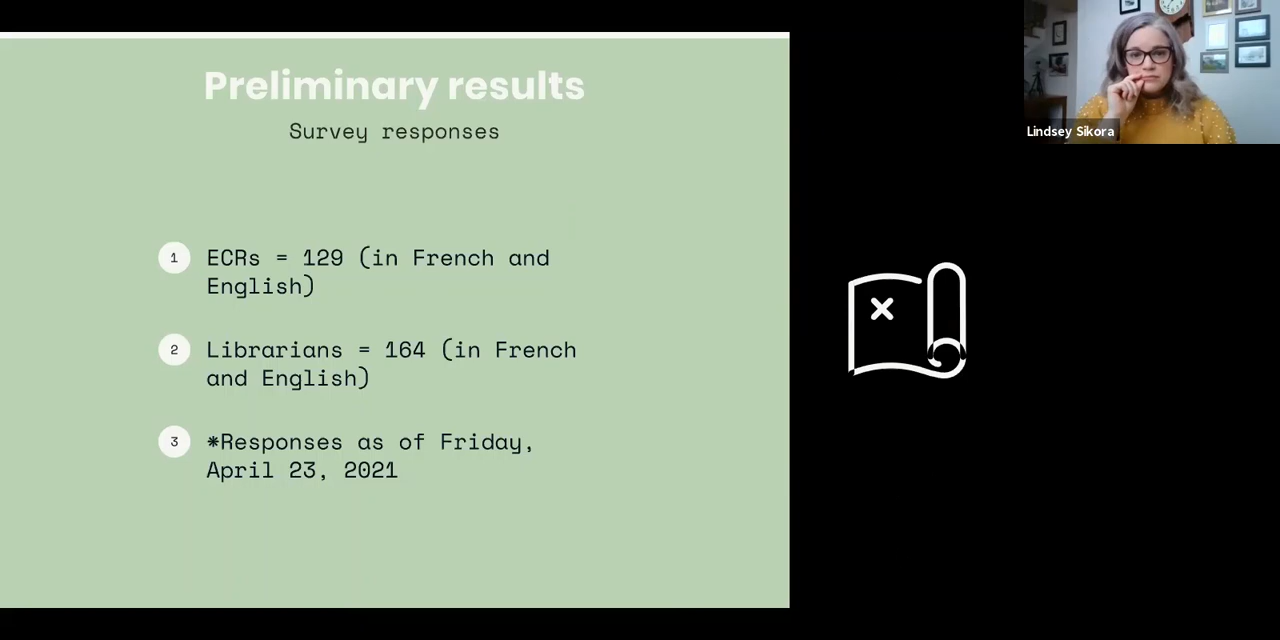 Preliminary results
Survey responses
1 ECRs = 129 (in French and
English)
2 Librarians = 164 (in French
and English)
3 *Responses as of Friday,
April 23, 2021
Lindsey Sikora